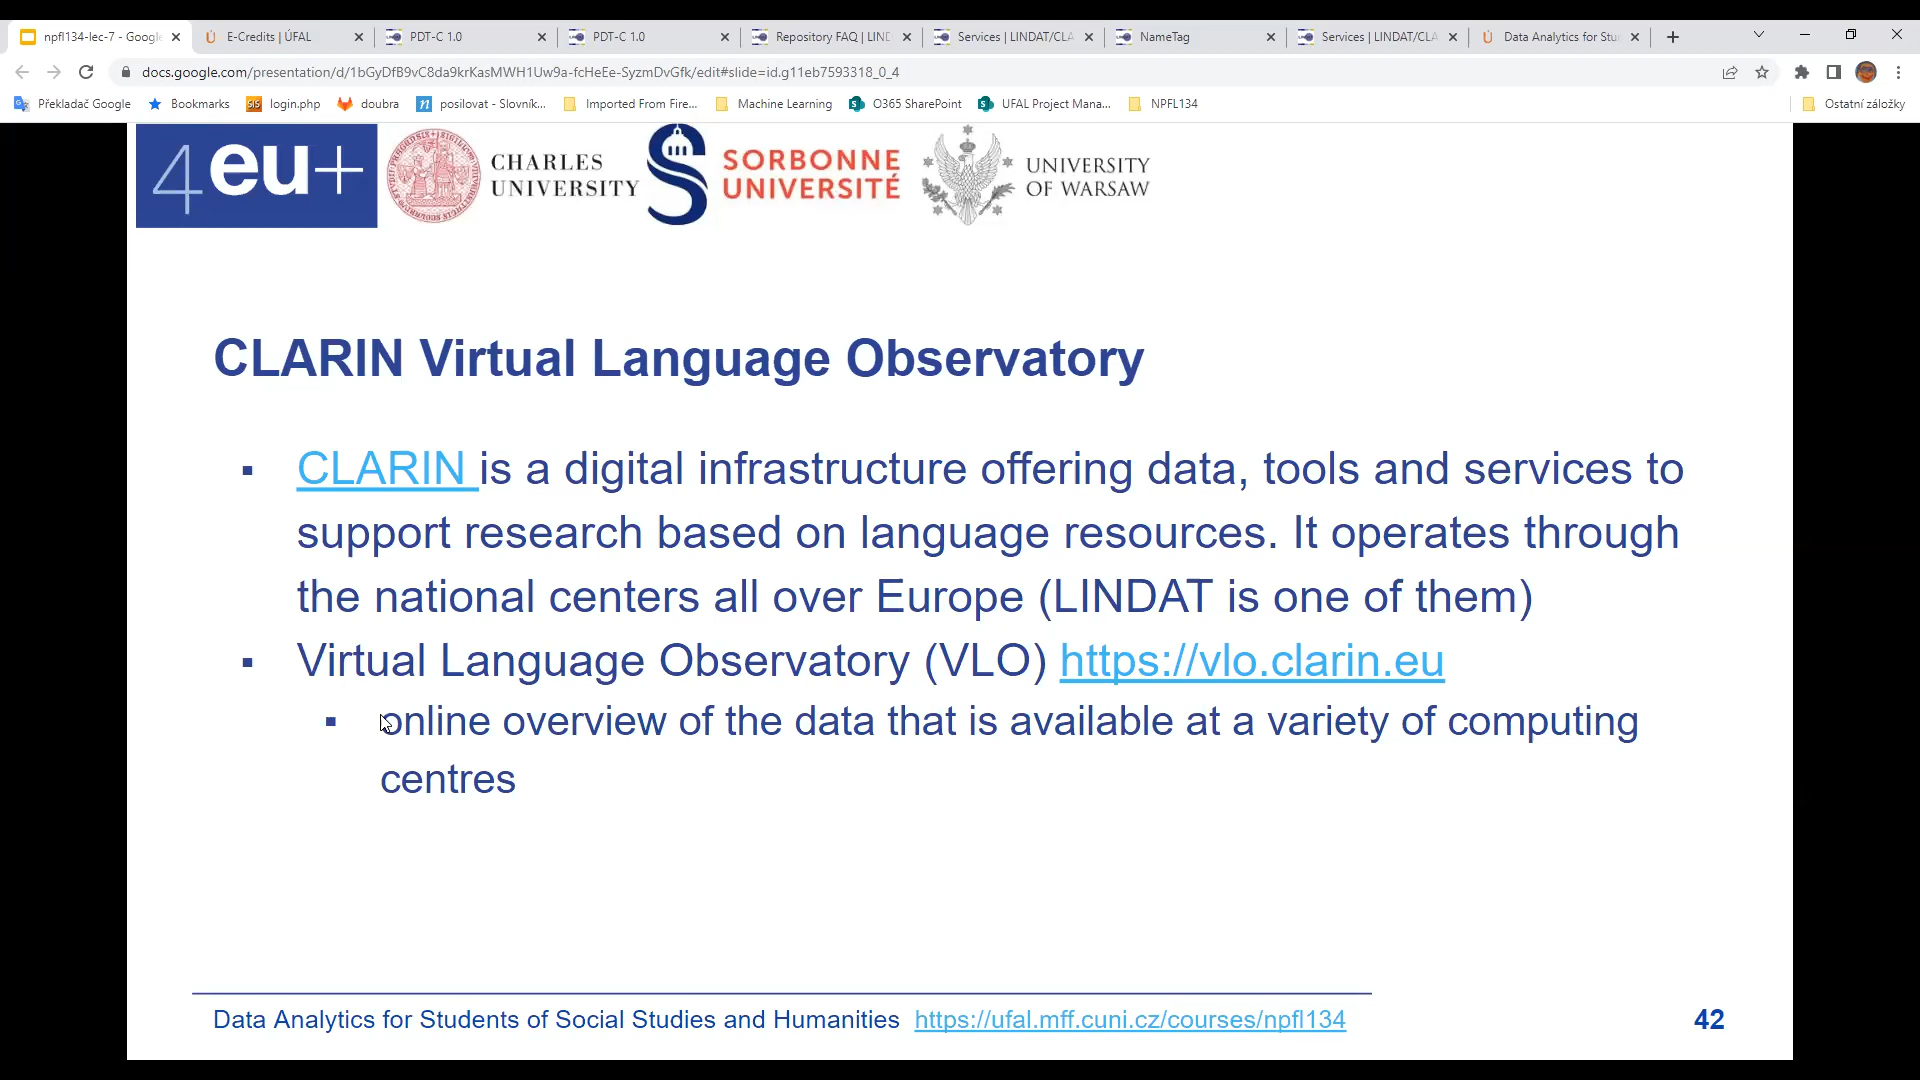 npfl134-lec-7 - Google
E-Credits | ÚFAL
PDT-C 1.0
PDT-C 1.0
Repository FAQ | LIND
Services | LINDAT/CLA
NameTag
Services | LINDAT/CLA
Data Analytics for Stu
docs.google.com/presentation/d/1bGyDfB9vC8da9krKasMWH1Uw9a-fcHeEe-SyzmDvGfk/edit#slide=id.g11eb7593318_0_4
Překladač Google
Bookmarks
SIS
login.php
doubra
n
posilovat - Slovník...
Imported From Fire...
Machine Learning
O365 SharePoint
UFAL Project Mana...
NPFL134
Ostatní záložky
4eu+
CHARLES
UNIVERSITY
SORBONNE
UNIVERSITÉ
UNIVERSITY
OF WARSAW
CLARIN Virtual Language Observatory
▪ CLARIN is a digital infrastructure offering data, tools and services to
support research based on language resources. It operates through
the national centers all over Europe (LINDAT is one of them)
▪ Virtual Language Observatory (VLO) https://vlo.clarin.eu
▪ online overview of the data that is available at a variety of computing
centres
Data Analytics for Students of Social Studies and Humanities https://ufal.mff.cuni.cz/courses/npfl134
42